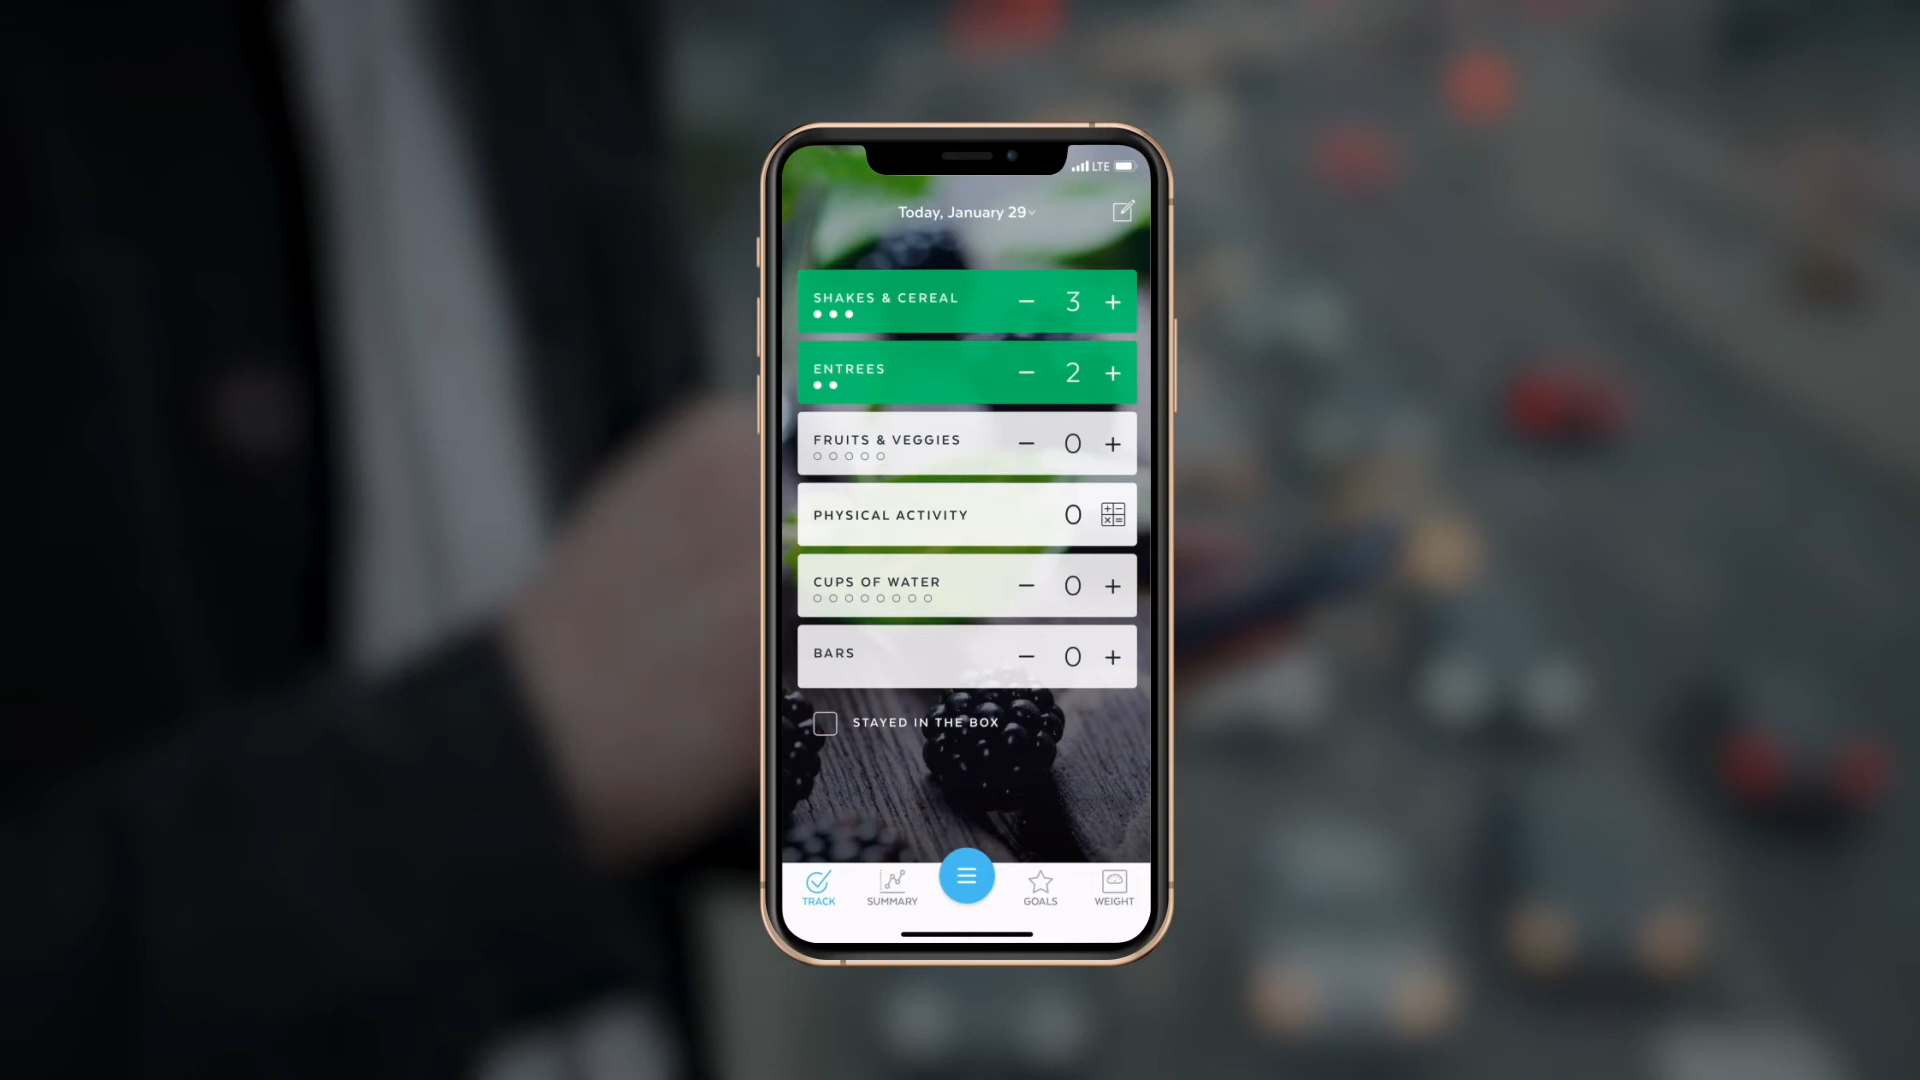 LTE
Today, January 29
SHAKES & CEREAL
3
ENTREES
2
FRUITS & VEGGIES
0
PHYSICAL ACTIVITY
0
CUPS OF WATER
0
BARS
0
STAYED IN THE BOX
TRACK
SUMMARY
GOALS
WEIGHT